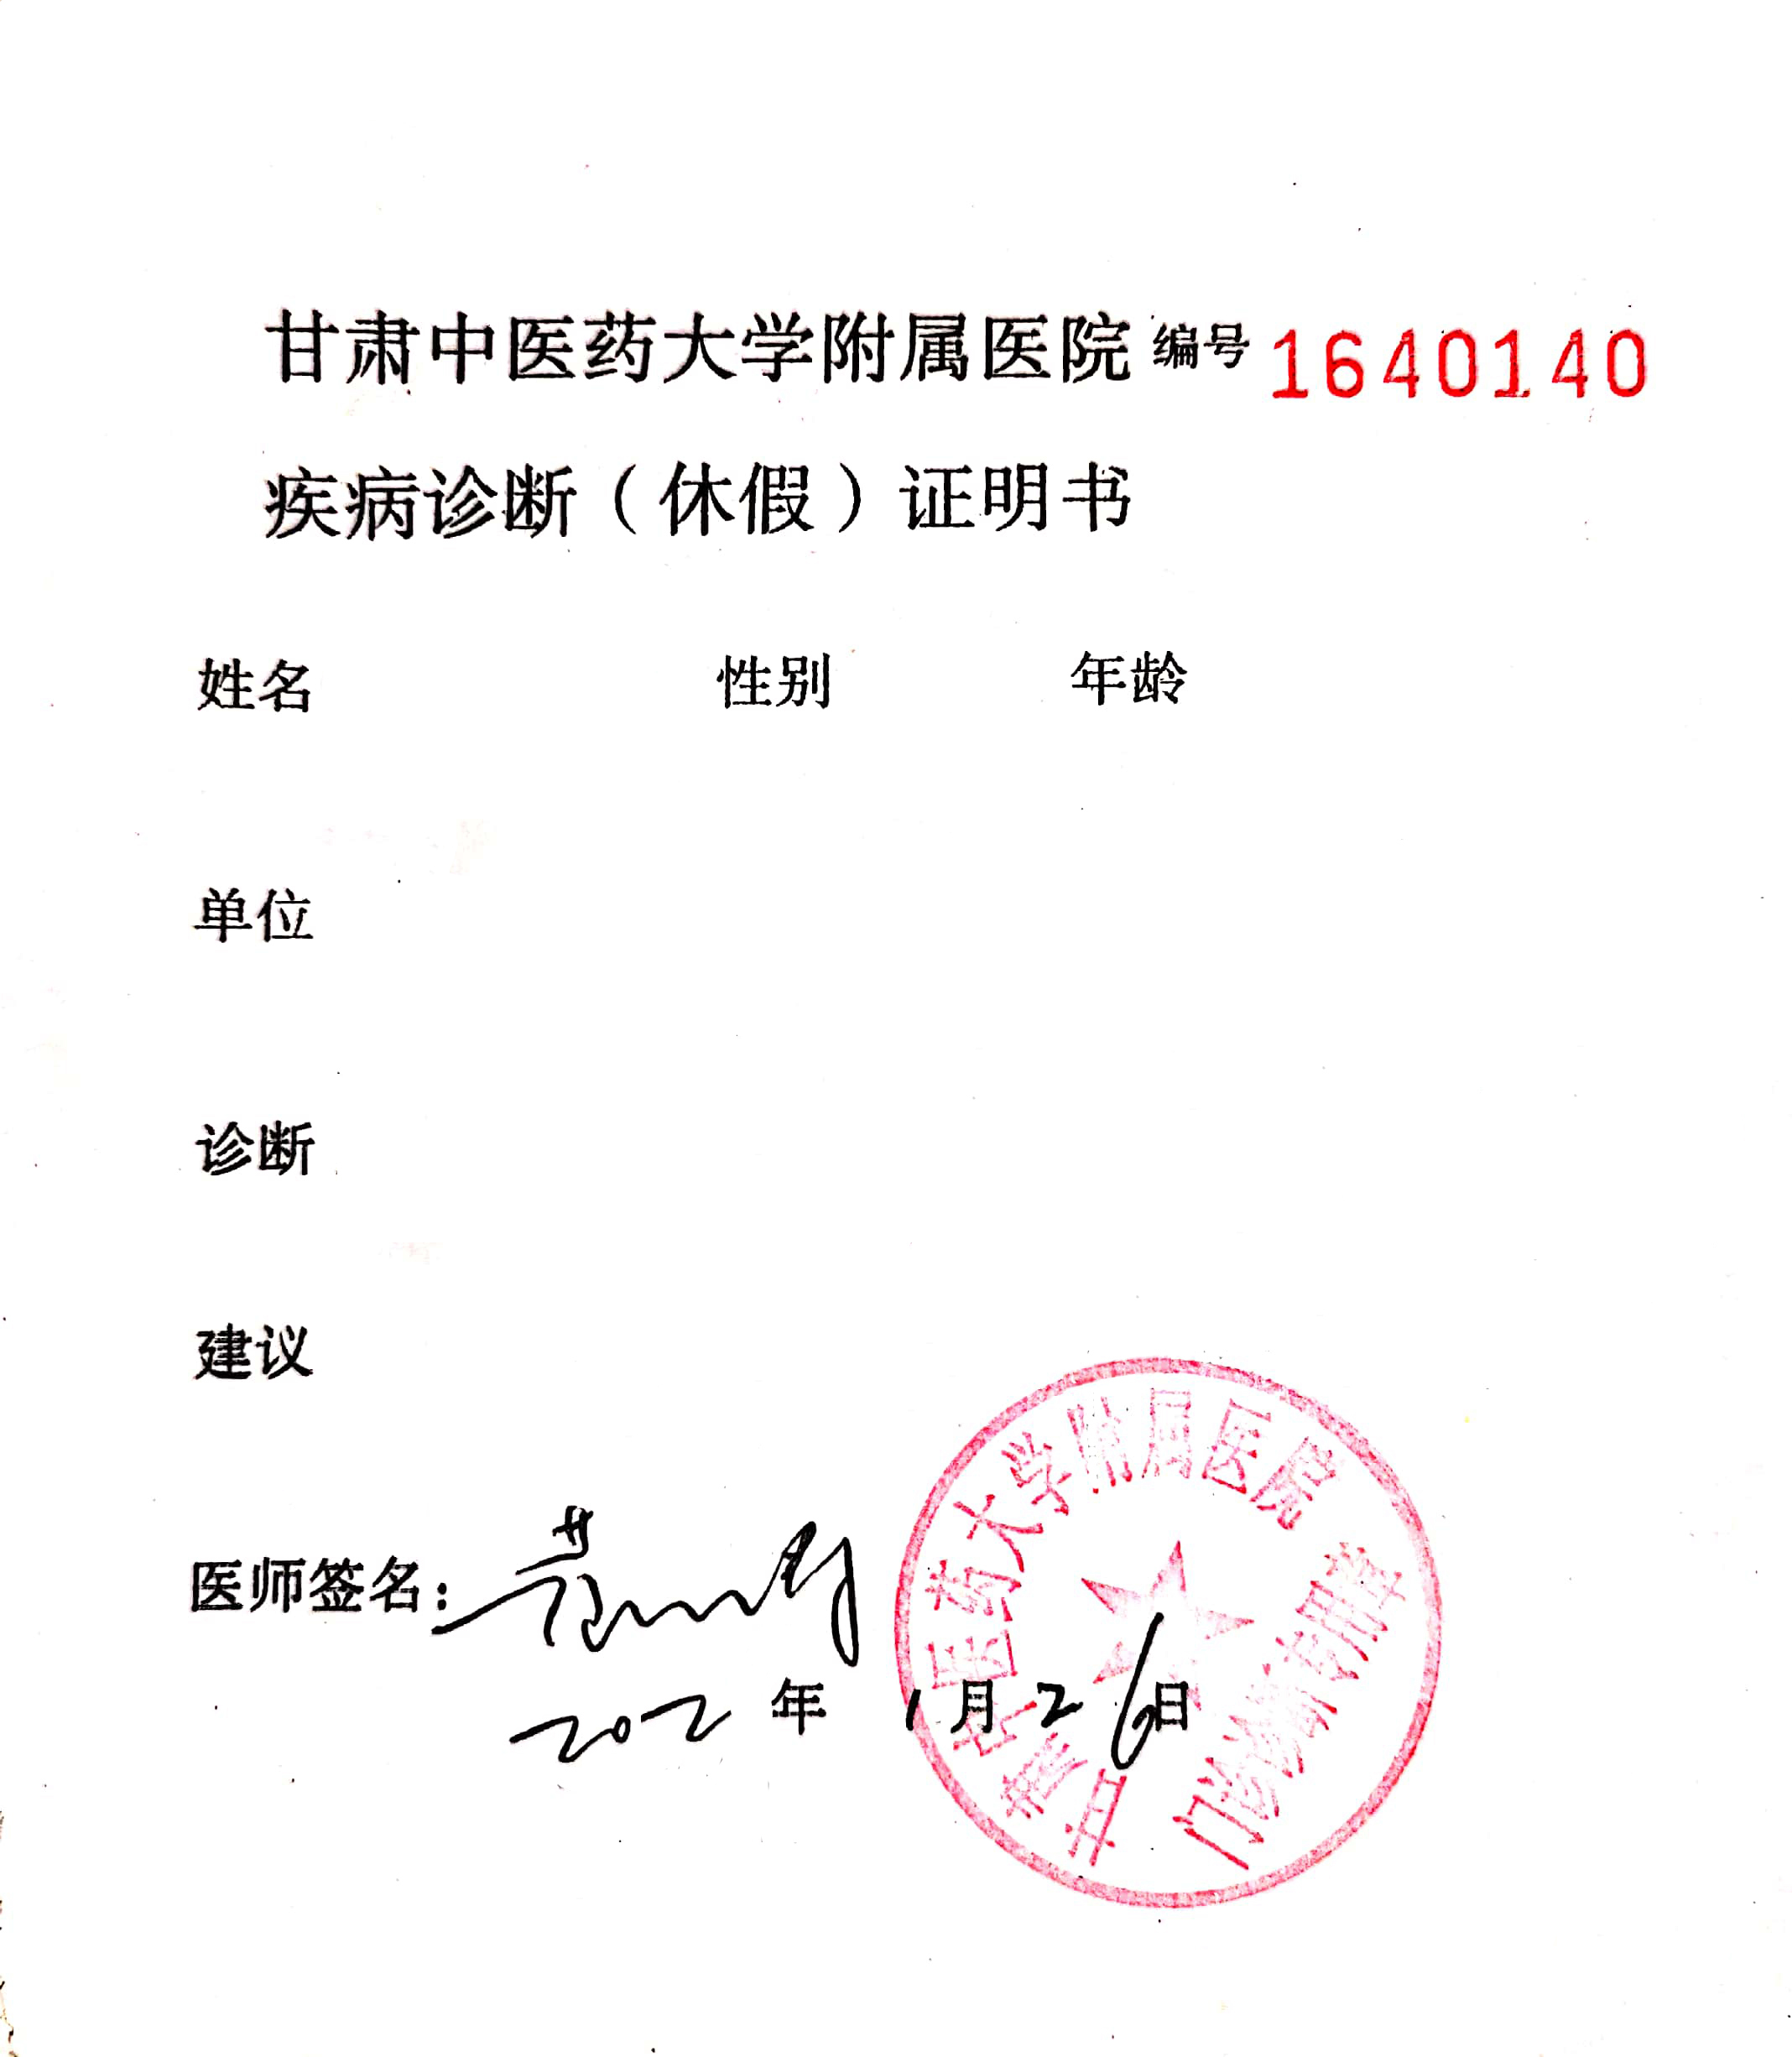 甘肃中医药大学附属医院 编号 1640140
疾病诊断（休假）证明书
姓名 性别 年龄
单位
诊断
建议
医师签名：
202 年 1 月 26 日
甘肃中医药大学附属医院
门诊诊断专用章